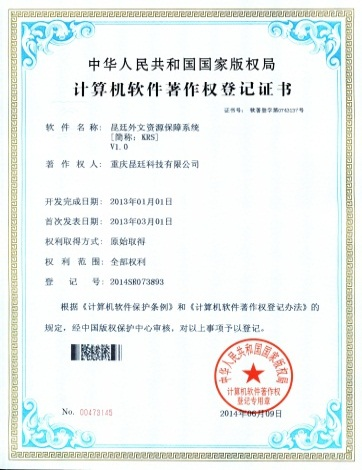 中华人民共和国国家版权局
计算机软件著作权登记证书
证书号： 软著登字第0743137号
软件名称： 昆廷外文资源保障系统
[简称：KRS]
V1.0
著作权人： 重庆昆廷科技有限公司
开发完成日期： 2013年01月01日
首次发表日期： 2013年03月01日
权利取得方式： 原始取得
权利范围： 全部权利
登记号： 2014SR073893
根据《计算机软件保护条例》和《计算机软件著作权登记办法》的
规定，经中国版权保护中心审核，对以上事项予以登记。
中华人民共和国国家版权局
计算机软件著作权
登记专用章
No. 00473145
2014年06月09日